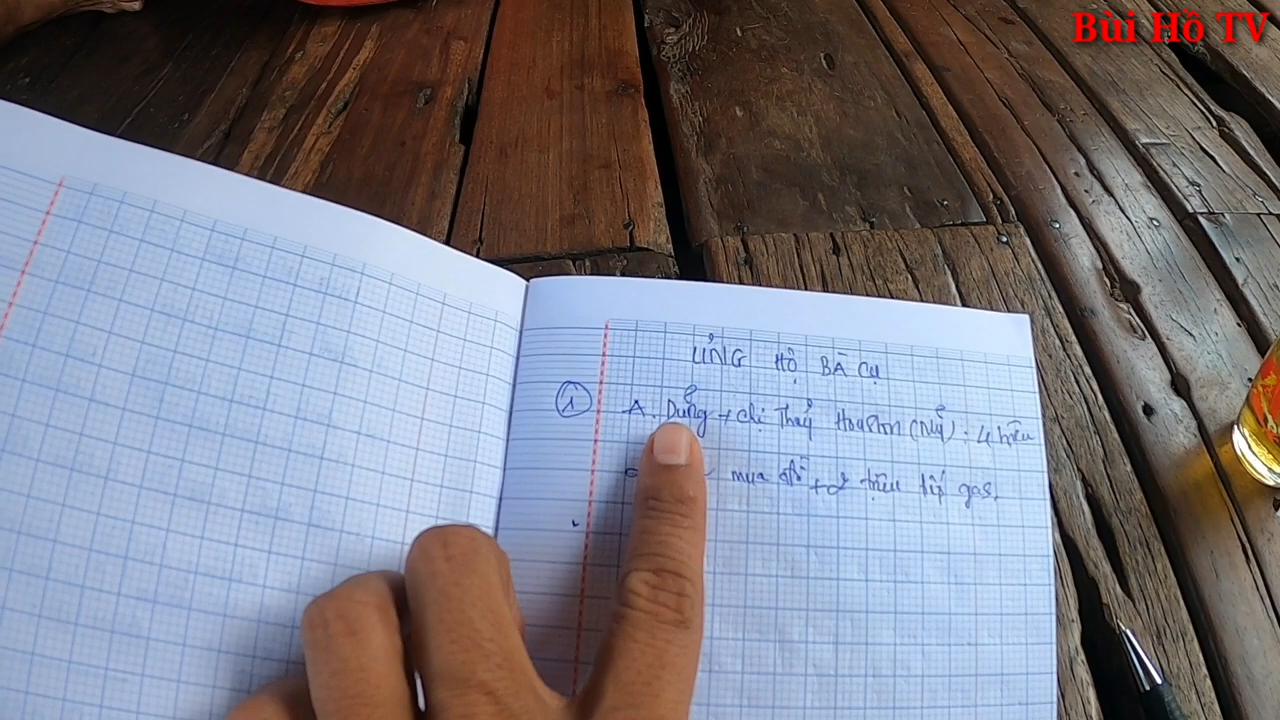 Bùi Hồ TV
ỦNG HỘ BÀ CỤ
1 A. Dũng + chị Thủy Houston (Mỹ): 4 triệu
mua đồ + 2 triệu bếp gas.